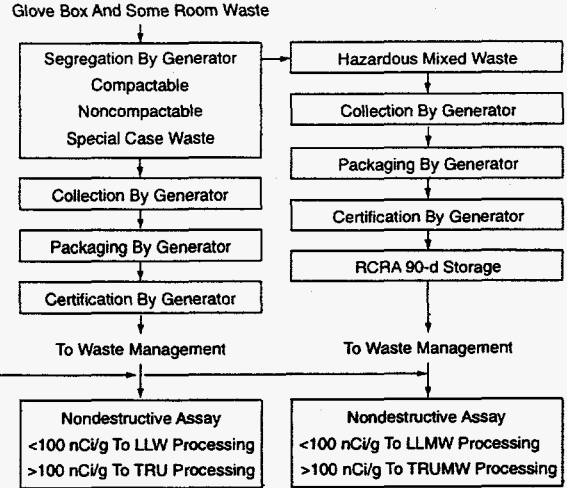 Glove Box And Some Room Waste
Segregation By Generator
Compactable
Noncompactable
Special Case Waste
Collection By Generator
Packaging By Generator
Certification By Generator
To Waste Management
Nondestructive Assay
<100 nCi/g To LLW Processing
>100 nCi/g To TRU Processing
Hazardous Mixed Waste
Collection By Generator
Packaging By Generator
Certification By Generator
RCRA 90-d Storage
To Waste Management
Nondestructive Assay
<100 nCi/g To LLMW Processing
>100 nCi/g To TRUMW Processing